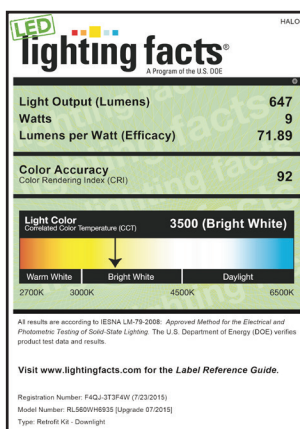 HALO
LED
lighting facts®
A Program of the U.S. DOE
Light Output (Lumens) 647
Watts 9
Lumens per Watt (Efficacy) 71.89
Color Accuracy 92
Color Rendering Index (CRI)
Light Color 3500 (Bright White)
Correlated Color Temperature (CCT)
Warm White Bright White Daylight
2700K 3000K 4500K 6500K
All results are according to IESNA LM-79-2008: Approved Method for the Electrical and
Photometric Testing of Solid-State Lighting. The U.S. Department of Energy (DOE) verifies
product test data and results.
Visit www.lightingfacts.com for the Label Reference Guide.
Registration Number: F4QJ-3T3F4W (7/23/2015)
Model Number: RL560WH6935 [Upgrade 07/2015]
Type: Retrofit Kit - Downlight